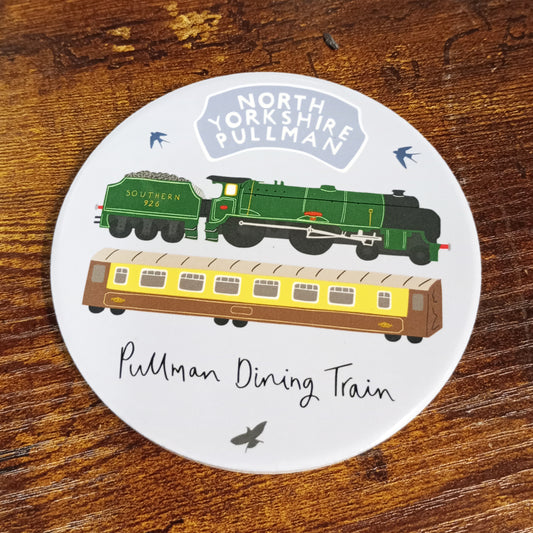 NORTH
YORKSHIRE
PULLMAN
SOUTHERN
926
Pullman Dining Train